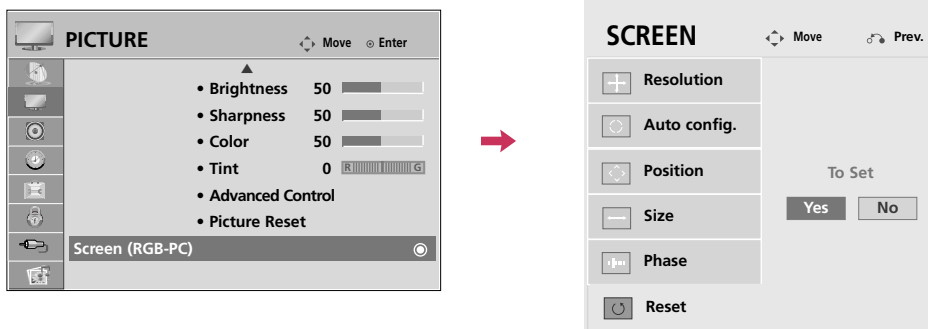 PICTURE
Move
Enter
• Brightness 50
• Sharpness 50
• Color 50
• Tint 0 R G
• Advanced Control
• Picture Reset
Screen (RGB-PC)
SCREEN
Move
Prev.
Resolution
Auto config.
Position
Size
Phase
Reset
To Set
Yes
No